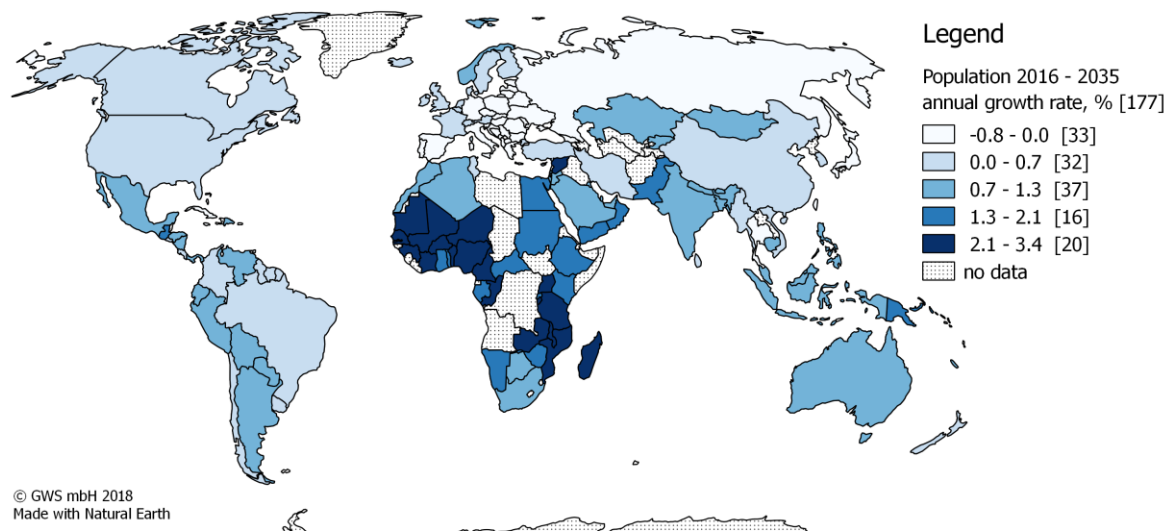 Legend
Population 2016 - 2035
annual growth rate, % [177]
-0.8 - 0.0 [33]
0.0 - 0.7 [32]
0.7 - 1.3 [37]
1.3 - 2.1 [16]
2.1 - 3.4 [20]
no data
© GWS mbH 2018
Made with Natural Earth